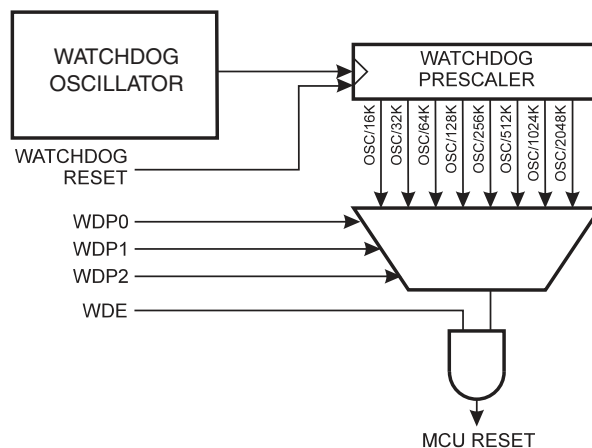 WATCHDOG
OSCILLATOR
WATCHDOG
PRESCALER
WATCHDOG
RESET
OSC/16K
OSC/32K
OSC/64K
OSC/128K
OSC/256K
OSC/512K
OSC/1024K
OSC/2048K
WDP0
WDP1
WDP2
WDE
MCU RESET